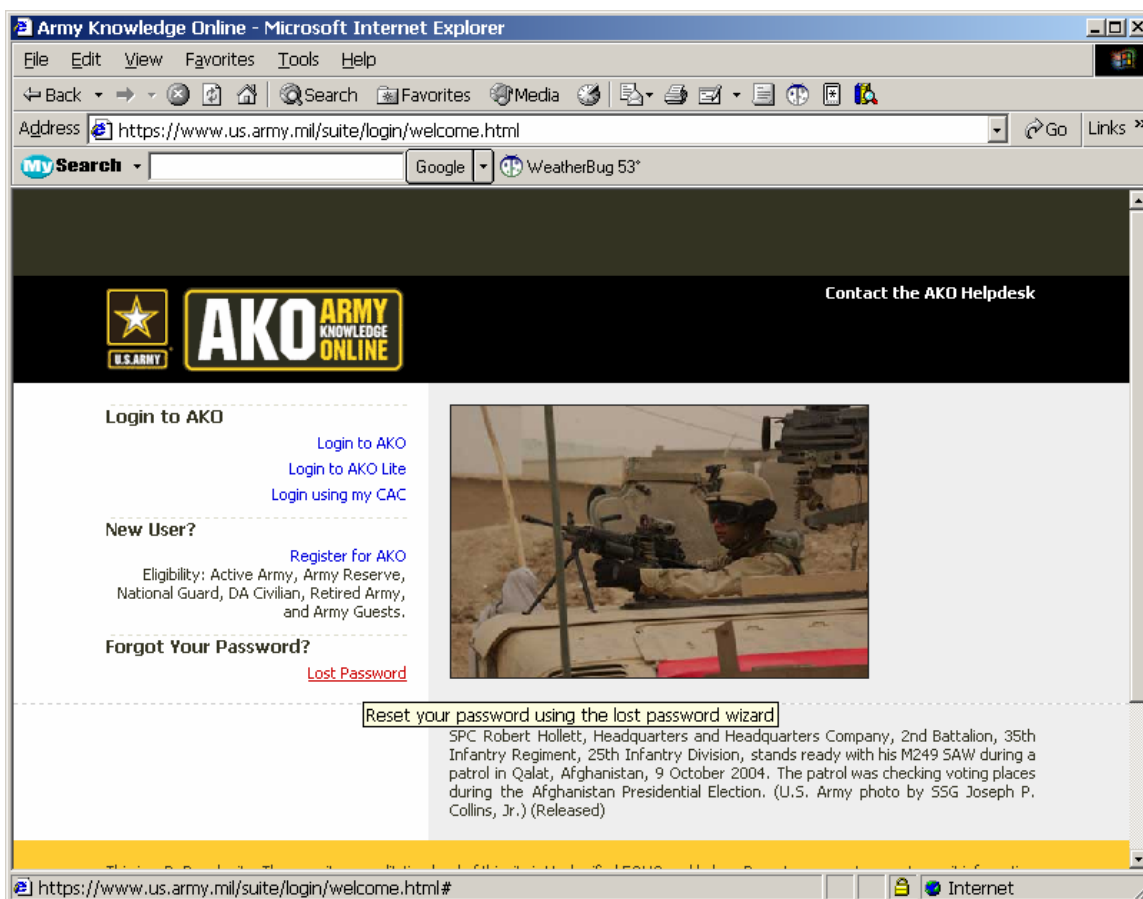 Army Knowledge Online - Microsoft Internet Explorer
File Edit View Favorites Tools Help
Back Search Favorites Media
Address https://www.us.army.mil/suite/login/welcome.html Go Links »
My Search Google WeatherBug 53°
Contact the AKO Helpdesk
U.S.ARMY
AKO ARMY KNOWLEDGE ONLINE
Login to AKO
Login to AKO
Login to AKO Lite
Login using my CAC
New User?
Register for AKO
Eligibility: Active Army, Army Reserve,
National Guard, DA Civilian, Retired Army,
and Army Guests.
Forgot Your Password?
Lost Password
Reset your password using the lost password wizard
SPC Robert Hollett, Headquarters and Headquarters Company, 2nd Battalion, 35th
Infantry Regiment, 25th Infantry Division, stands ready with his M249 SAW during a
patrol in Qalat, Afghanistan, 9 October 2004. The patrol was checking voting places
during the Afghanistan Presidential Election. (U.S. Army photo by SSG Joseph P.
Collins, Jr.) (Released)
https://www.us.army.mil/suite/login/welcome.html# Internet